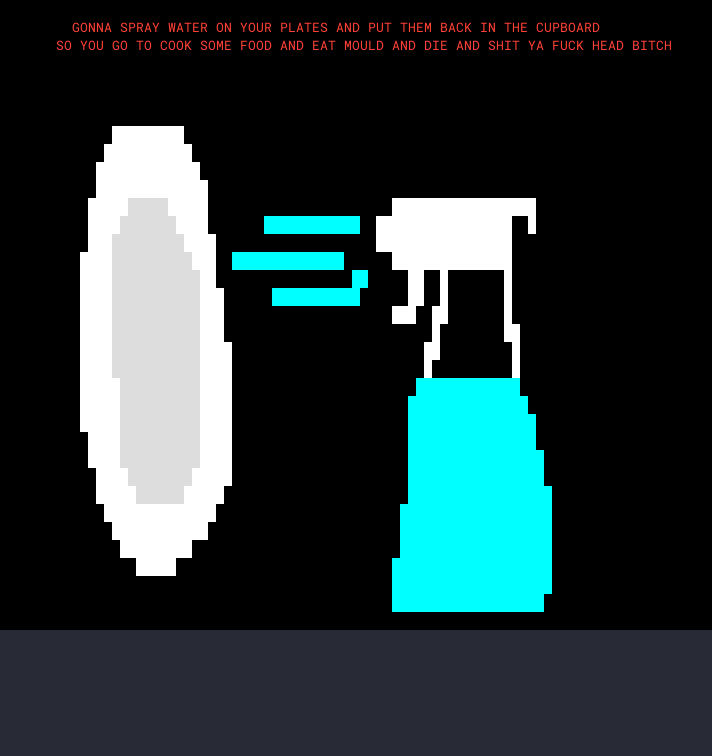 GONNA SPRAY WATER ON YOUR PLATES AND PUT THEM BACK IN THE CUPBOARD
SO YOU GO TO COOK SOME FOOD AND EAT MOULD AND DIE AND SHIT YA FUCK HEAD BITCH